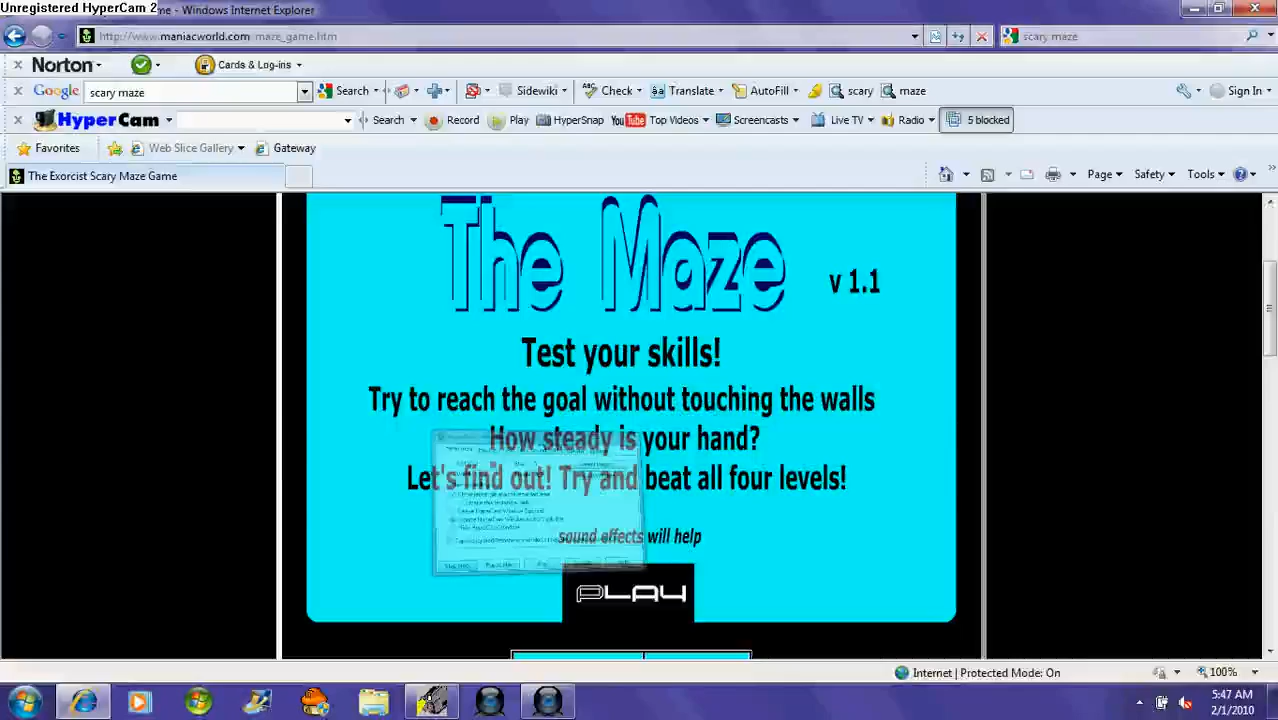 Unregistered HyperCam 2
me - Windows Internet Explorer
http://www.maniacworld.com/maze_game.htm
scary maze
Norton
Cards & Log-ins
Google
scary maze
Search
Sidewiki
Check
Translate
AutoFill
scary
maze
Sign In
HyperCam
Search
Record
Play
HyperSnap
YouTube
Top Videos
Screencasts
Live TV
Radio
5 blocked
Favorites
Web Slice Gallery
Gateway
The Exorcist Scary Maze Game
Page
Safety
Tools
The Maze
v 1.1
Test your skills!
Try to reach the goal without touching the walls
How steady is your hand?
Let's find out! Try and beat all four levels!
sound effects will help
PLAY
Internet | Protected Mode: On
100%
5:47 AM
2/1/2010